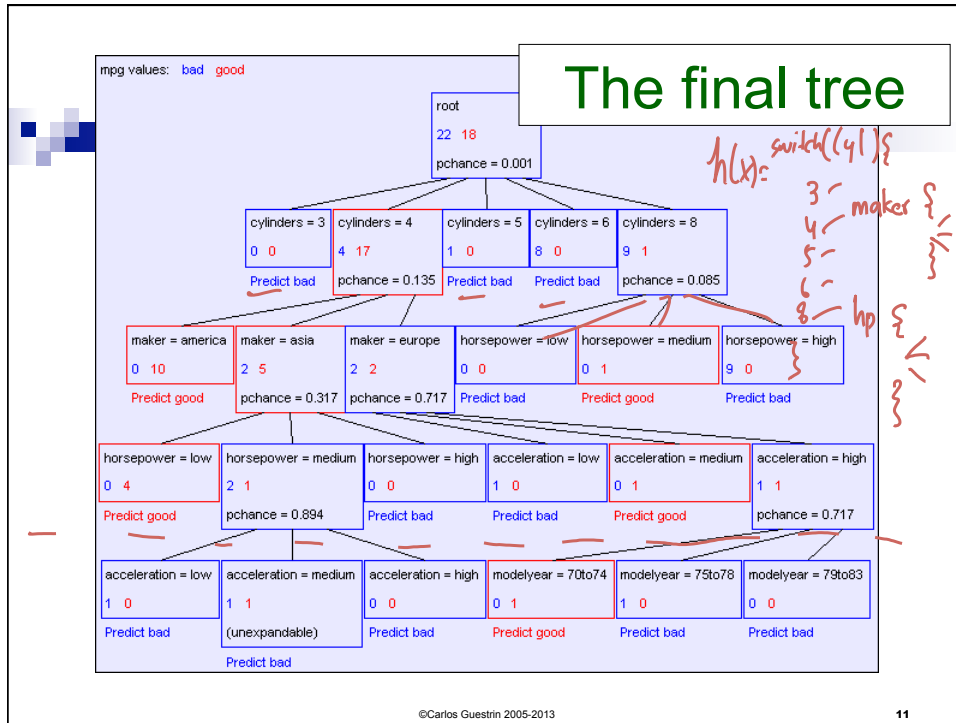 The final tree
mpg values: bad good
root
22 18
pchance = 0.001
h(x)= switch(cyl){
3
4 maker {
5 }
6
8 hp {
}
}
cylinders = 3 cylinders = 4 cylinders = 5 cylinders = 6 cylinders = 8
0 0 4 17 1 0 8 0 9 1
Predict bad pchance = 0.135 Predict bad Predict bad pchance = 0.085
maker = america maker = asia maker = europe horsepower = low horsepower = medium horsepower = high
0 10 2 5 2 2 0 0 0 1 9 0
Predict good pchance = 0.317 pchance = 0.717 Predict bad Predict good Predict bad
horsepower = low horsepower = medium horsepower = high acceleration = low acceleration = medium acceleration = high
0 4 2 1 0 0 1 0 0 1 1 1
Predict good pchance = 0.894 Predict bad Predict bad Predict good pchance = 0.717
acceleration = low acceleration = medium acceleration = high modelyear = 70to74 modelyear = 75to78 modelyear = 79to83
1 0 1 1 0 0 0 1 1 0 0 0
Predict bad (unexpandable) Predict bad Predict good Predict bad Predict bad
Predict bad
©Carlos Guestrin 2005-2013 11